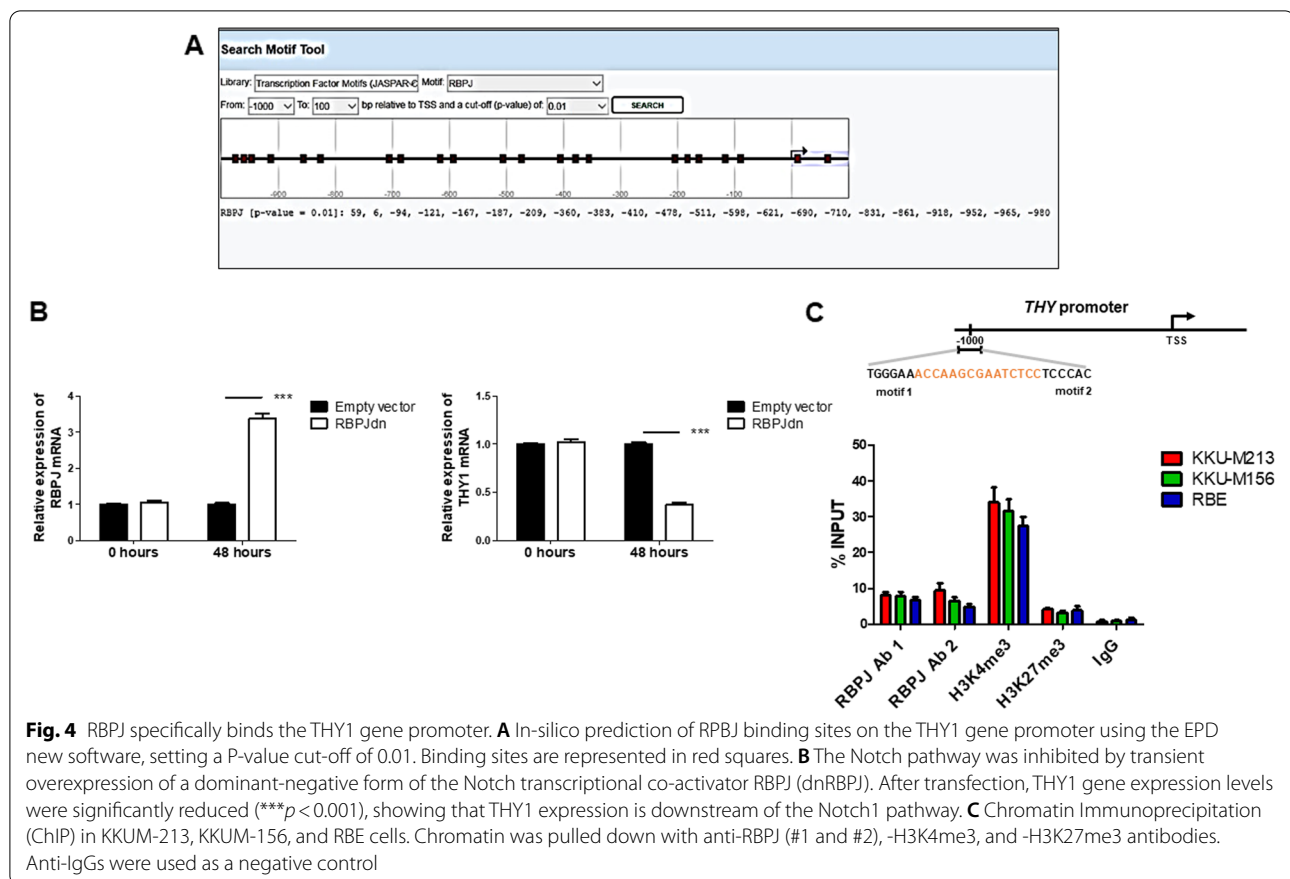 A
Search Motif Tool
Library: Transcription Factor Motifs (JASPAR C Motif: RBPJ
From: -1000 To: 100 bp relative to TSS and a cut-off (p-value) of: 0.01 SEARCH
-900 -800 -700 -600 -500 -400 -300 -200 -100
RBPJ [p-value = 0.01]: 59, 6, -94, -121, -167, -187, -209, -360, -383, -410, -478, -511, -598, -621, -690, -710, -831, -861, -918, -952, -965, -980
B
Relative expression of
RBPJ mRNA
4
3
2
1
0
***
Empty vector
RBPJdn
0 hours 48 hours
Relative expression of
THY1 mRNA
1.5
1.0
0.5
0.0
***
Empty vector
RBPJdn
0 hours 48 hours
C
THY promoter
-1000
TSS
TGGGAAACCAAGCGAATCTCCTCCCAC
motif 1 motif 2
% INPUT
50
40
30
20
10
0
KKU-M213
KKU-M156
RBE
RBPJ Ab 1
RBPJ Ab 2
H3K4me3
H3K27me3
IgG
Fig. 4 RBPJ specifically binds the THY1 gene promoter. A In-silico prediction of RPBJ binding sites on the THY1 gene promoter using the EPD
new software, setting a P-value cut-off of 0.01. Binding sites are represented in red squares. B The Notch pathway was inhibited by transient
overexpression of a dominant-negative form of the Notch transcriptional co-activator RBPJ (dnRBPJ). After transfection, THY1 gene expression levels
were significantly reduced (***p < 0.001), showing that THY1 expression is downstream of the Notch1 pathway. C Chromatin Immunoprecipitation
(ChIP) in KKUM-213, KKUM-156, and RBE cells. Chromatin was pulled down with anti-RBPJ (#1 and #2), -H3K4me3, and -H3K27me3 antibodies.
Anti-IgGs were used as a negative control